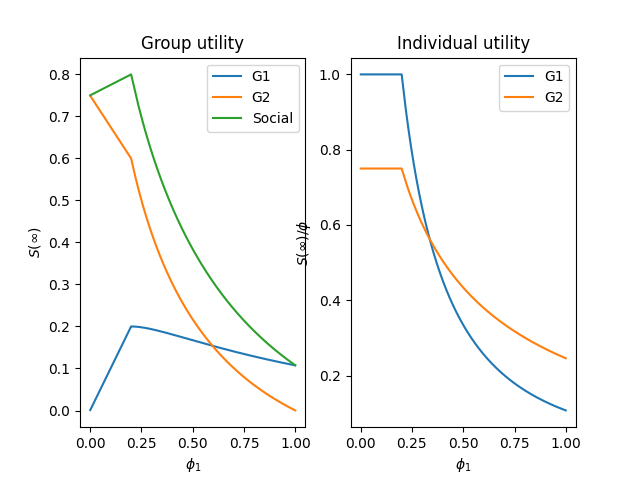 Group utility
G1
G2
Social
0.8
0.7
0.6
0.5
0.4
0.3
0.2
0.1
0.0
S(∞)
0.00 0.25 0.50 0.75 1.00
ϕ₁
Individual utility
G1
G2
1.0
0.8
0.6
0.4
0.2
S(∞)/ϕ
0.00 0.25 0.50 0.75 1.00
ϕ₁